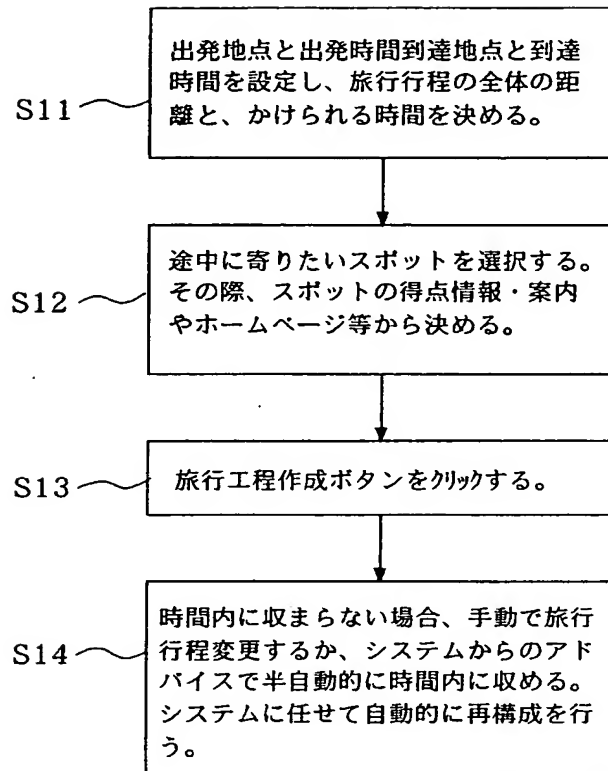 S11
出発地点と出発時間到達地点と到達
時間を設定し、旅行行程の全体の距
離と、かけられる時間を決める。
S12
途中に寄りたいスポットを選択する。
その際、スポットの得点情報・案内
やホームページ等から決める。
S13
旅行工程作成ボタンをクリックする。
S14
時間内に収まらない場合、手動で旅行
行程変更するか、システムからのアド
バイスで半自動的に時間内に収める。
システムに任せて自動的に再構成を行
う。